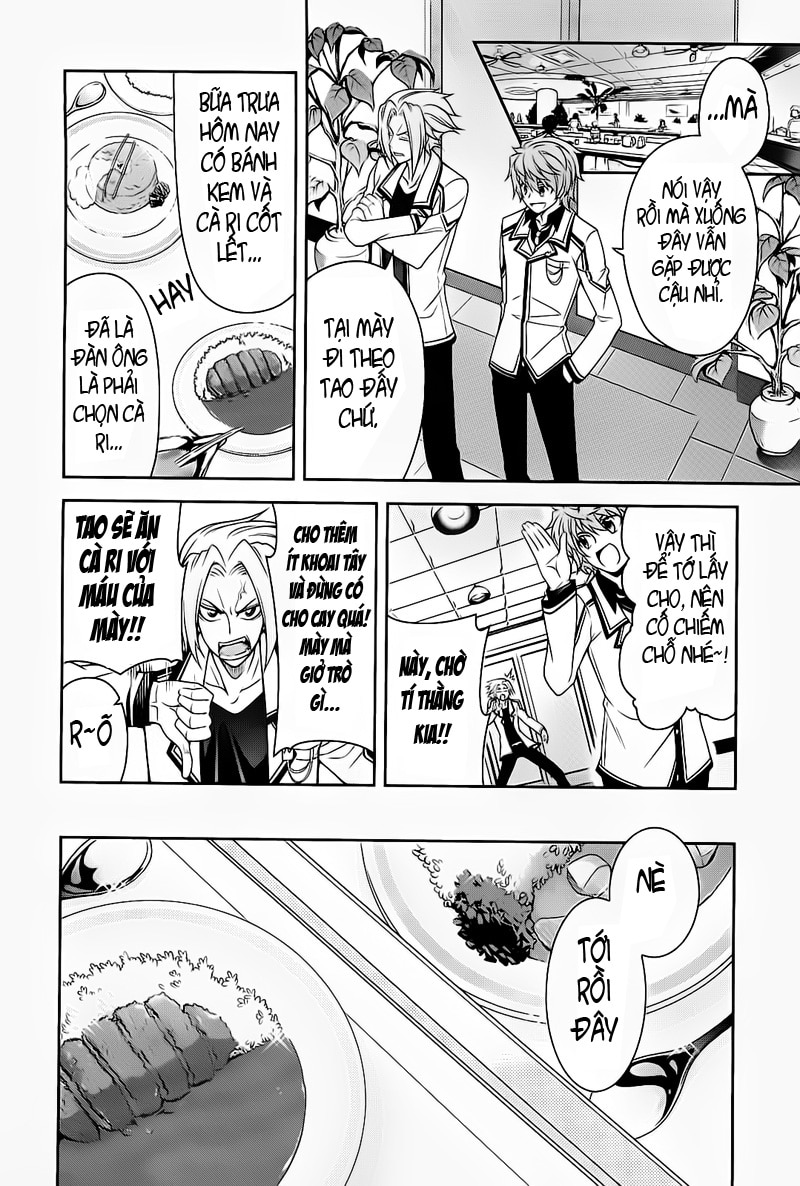 ...MÀ
NÓI VẬY
RỒI MÀ XUỐNG
ĐÂY VẪN
GẶP ĐƯỢC
CẬU NHỈ.
TẠI MÀY
ĐI THEO
TAO ĐẤY
CHỨ.
BỮA TRƯA
HÔM NAY
CÓ BÁNH
KEM VÀ
CÀ RI CỐT
LẾT...
HAY
ĐÃ LÀ
ĐÀN ÔNG
LÀ PHẢI
CHỌN CÀ
RI...
VẬY THÌ
ĐỂ TỚ LẤY
CHO, NÊN
CỐ CHIẾM
CHỖ NHÉ~!
NÀY, CHỜ
TÍ THẰNG
KIA!!
CHO THÊM
ÍT KHOAI TÂY
VÀ ĐỪNG CÓ
CHO CAY QUÁ!
MÀY MÀ
GIỞ TRÒ
GÌ...
TAO SẼ ĂN
CÀ RI VỚI
MÁU CỦA
MÀY!!
R~Õ
NÈ
TỚI
RỒI
ĐÂY